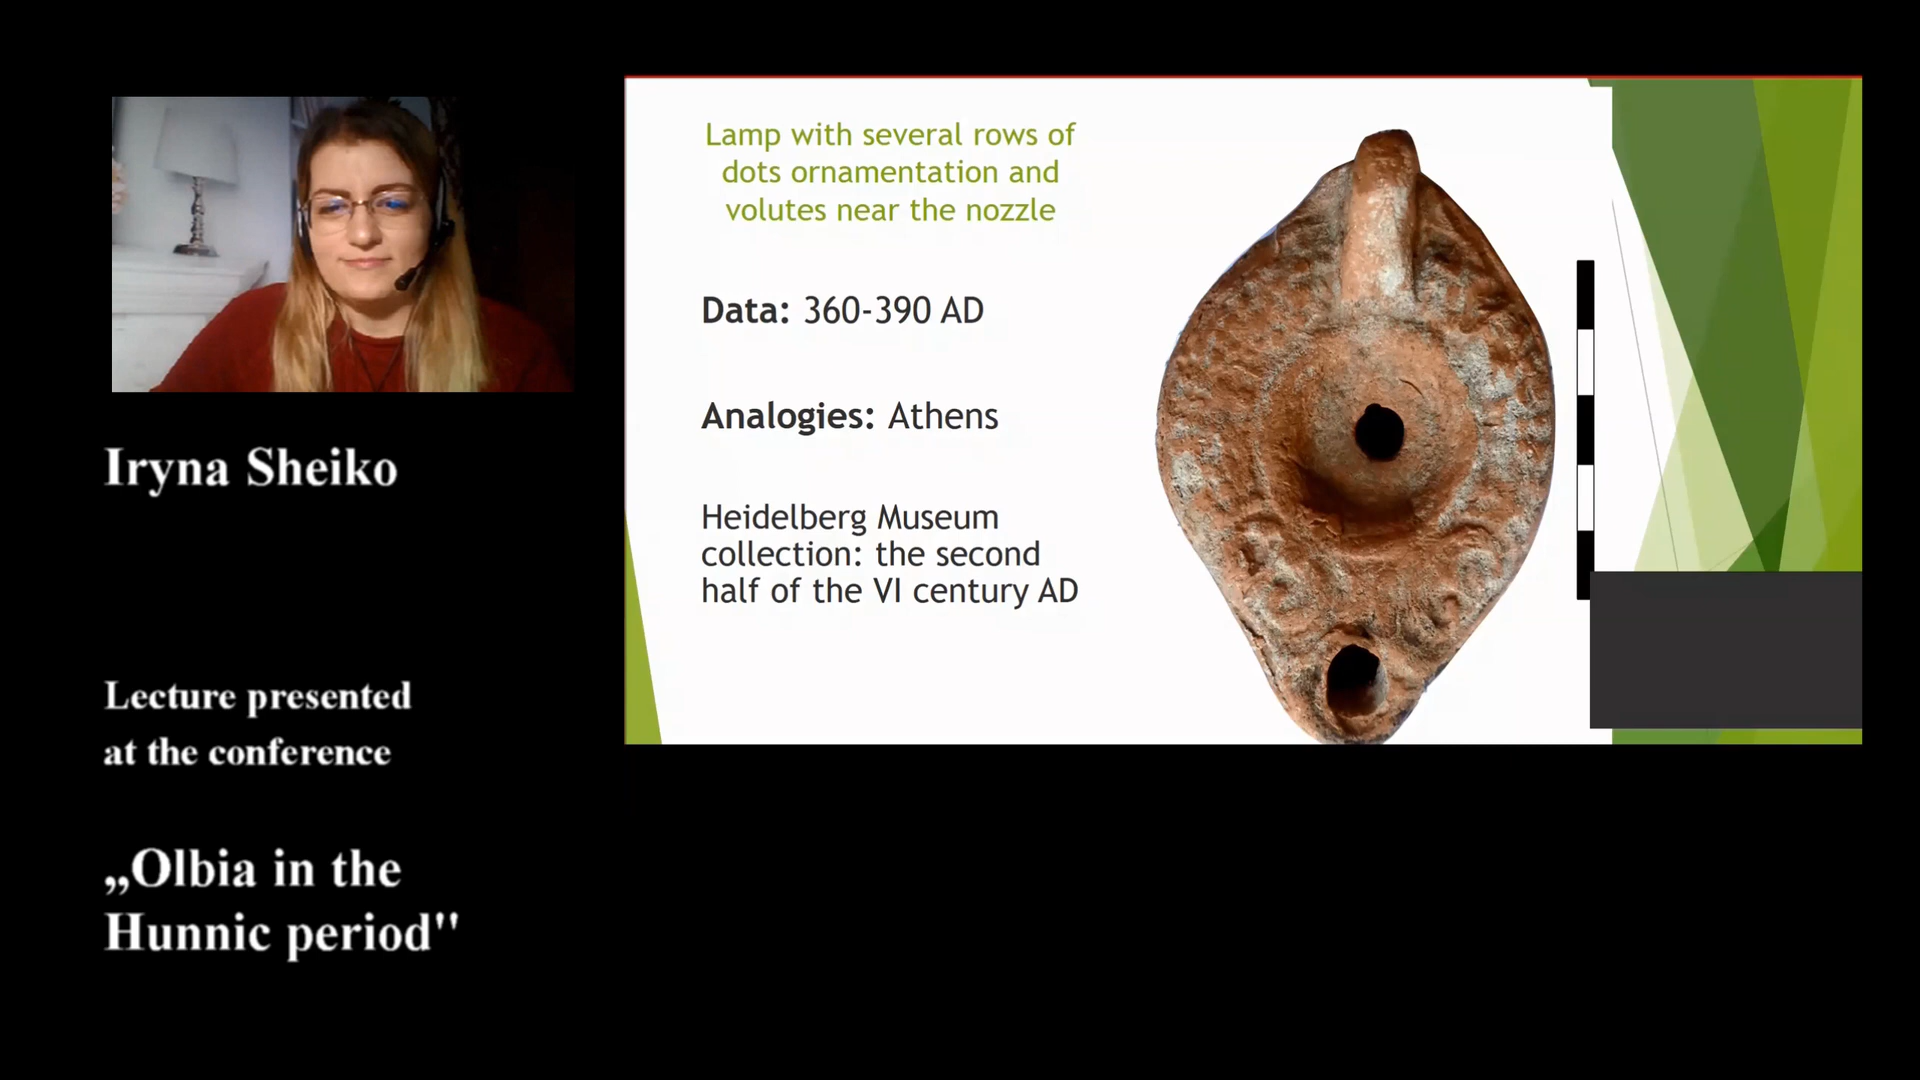 Iryna Sheiko
Lecture presented
at the conference
„Olbia in the
Hunnic period"
Lamp with several rows of
dots ornamentation and
volutes near the nozzle
Data: 360-390 AD
Analogies: Athens
Heidelberg Museum
collection: the second
half of the VI century AD